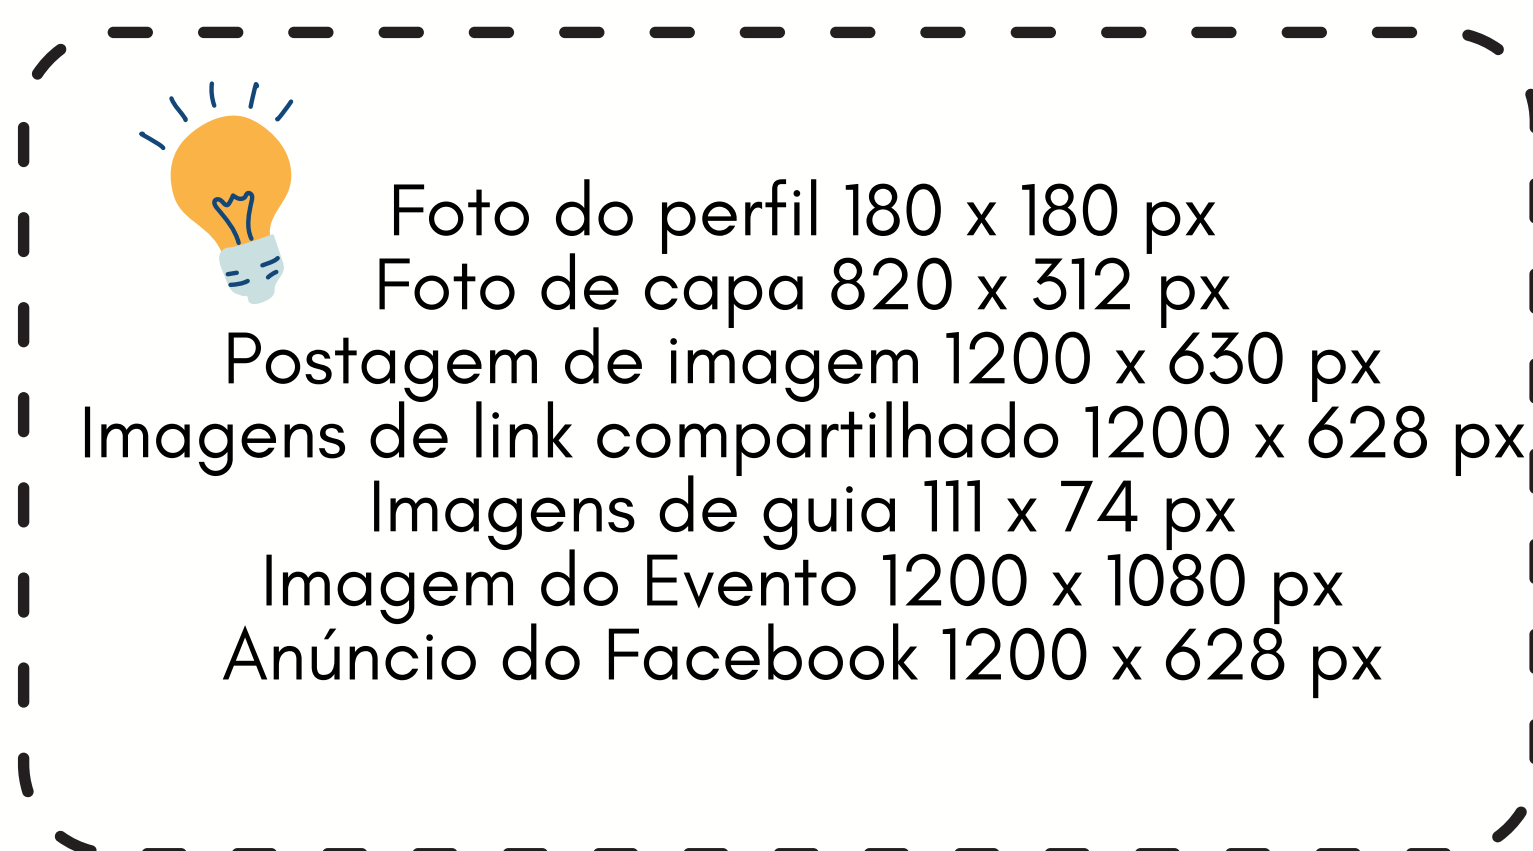 Foto do perfil 180 x 180 px
Foto de capa 820 x 312 px
Postagem de imagem 1200 x 630 px
Imagens de link compartilhado 1200 x 628 px
Imagens de guia 111 x 74 px
Imagem do Evento 1200 x 1080 px
Anúncio do Facebook 1200 x 628 px